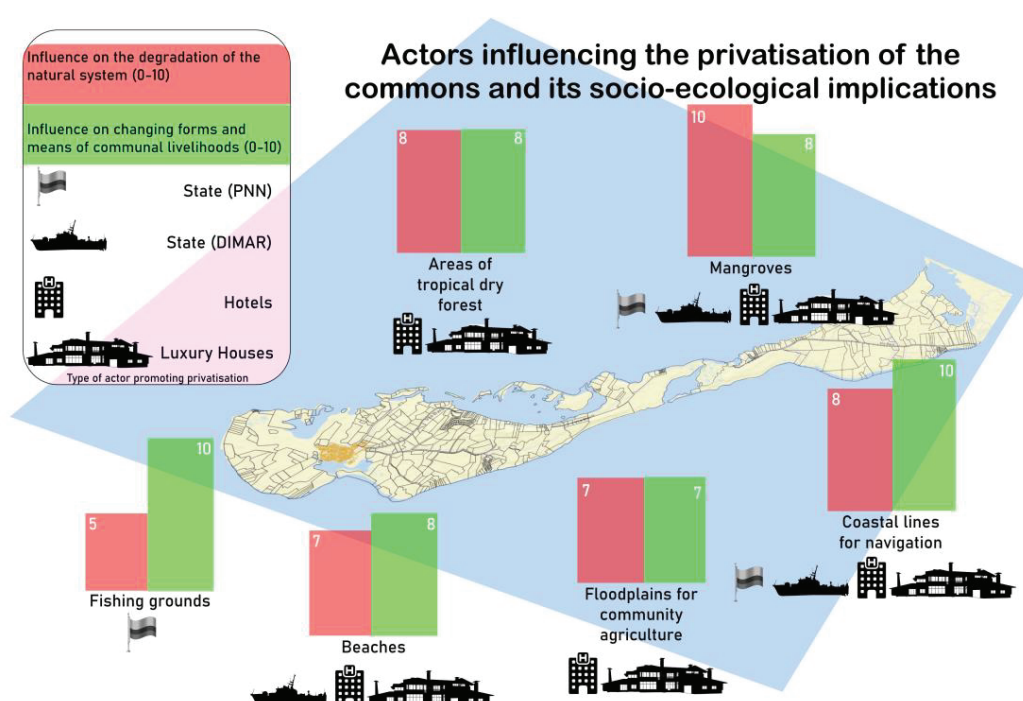 Actors influencing the privatisation of the
commons and its socio-ecological implications
Influence on the degradation of the
natural system (0-10)
Influence on changing forms and
means of communal livelihoods (0-10)
State (PNN)
State (DIMAR)
H
Hotels
Luxury Houses
Type of actor promoting privatisation
8
8
Areas of
tropical dry
forest
H
10
8
Mangroves
H
8
10
Coastal lines
for navigation
H
5
10
Fishing grounds
7
8
Beaches
H
7
7
Floodplains for
community
agriculture
H